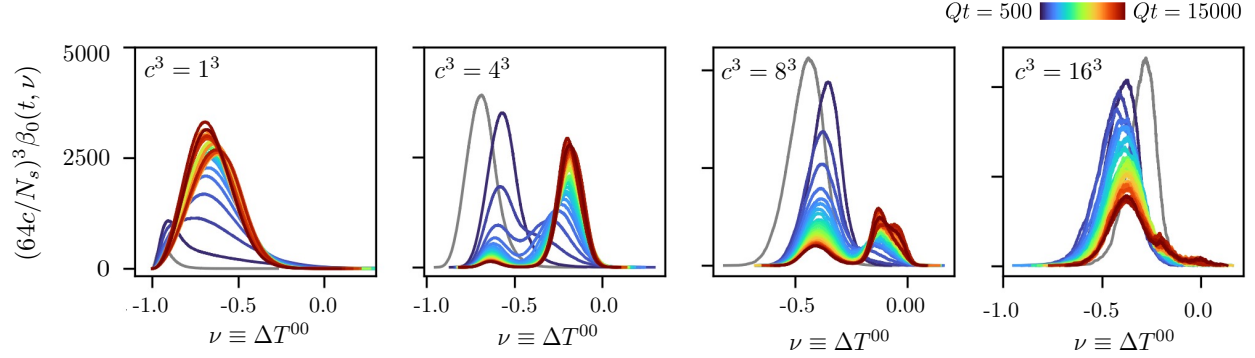 Qt = 500 Qt = 15000
(64c/N_s)^3 β_0(t, ν)
5000
2500
0
c^3 = 1^3
c^3 = 4^3
c^3 = 8^3
c^3 = 16^3
-1.0 -0.5 0.0
-1.0 -0.5 0.0
-0.5 0.00
-0.5 0.0
ν ≡ ΔT^{00}
ν ≡ ΔT^{00}
ν ≡ ΔT^{00}
ν ≡ ΔT^{00}